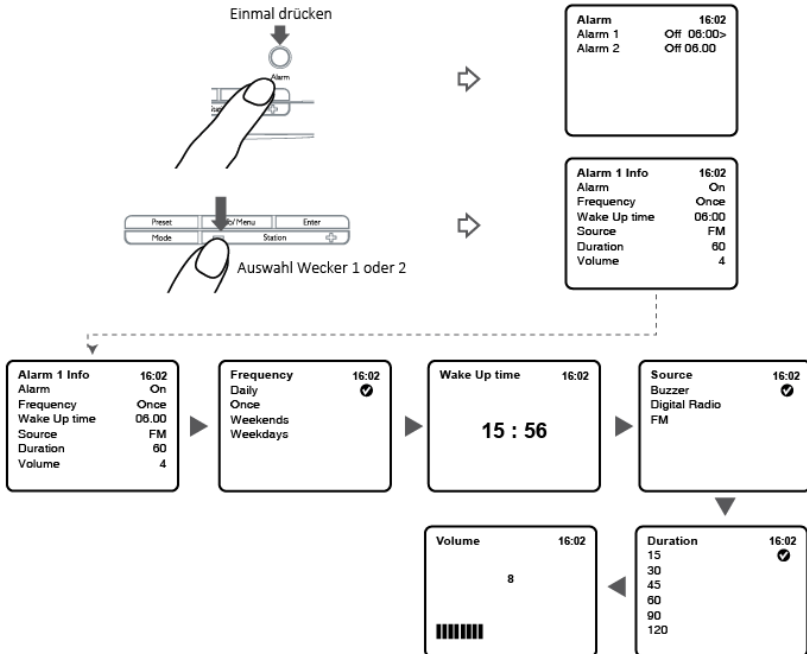 Einmal drücken
Alarm
Alarm 16:02
Alarm 1 Off 06:00>
Alarm 2 Off 06.00
Preset /Menu Enter
Mode Station
Auswahl Wecker 1 oder 2
Alarm 1 Info 16:02
Alarm On
Frequency Once
Wake Up time 06:00
Source FM
Duration 60
Volume 4
Alarm 1 Info 16:02
Alarm On
Frequency Once
Wake Up time 06.00
Source FM
Duration 60
Volume 4
Frequency 16:02
Daily
Once
Weekends
Weekdays
Wake Up time 16:02
15 : 56
Source 16:02
Buzzer
Digital Radio
FM
Volume 16:02
8
Duration 16:02
15
30
45
60
90
120